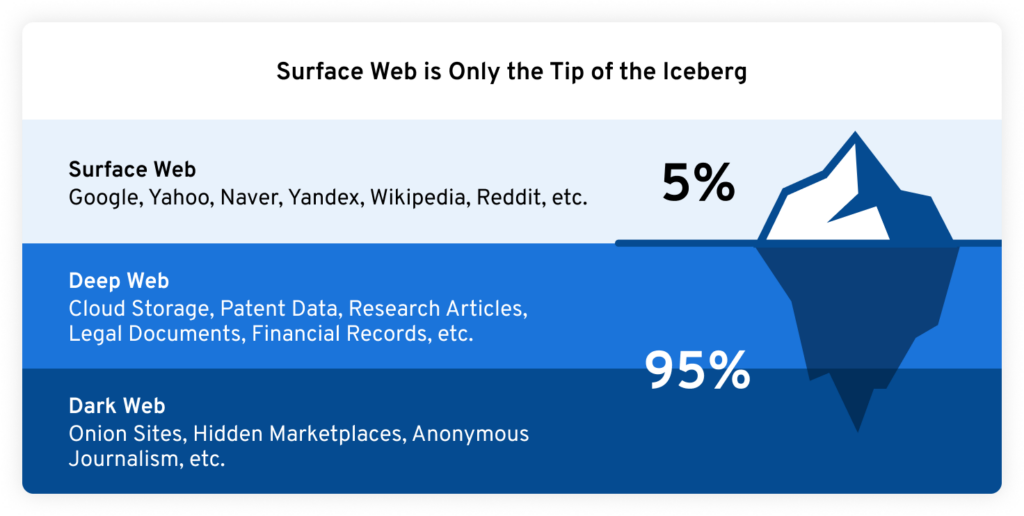 Surface Web is Only the Tip of the Iceberg
Surface Web
Google, Yahoo, Naver, Yandex, Wikipedia, Reddit, etc.
5%
Deep Web
Cloud Storage, Patent Data, Research Articles,
Legal Documents, Financial Records, etc.
95%
Dark Web
Onion Sites, Hidden Marketplaces, Anonymous
Journalism, etc.